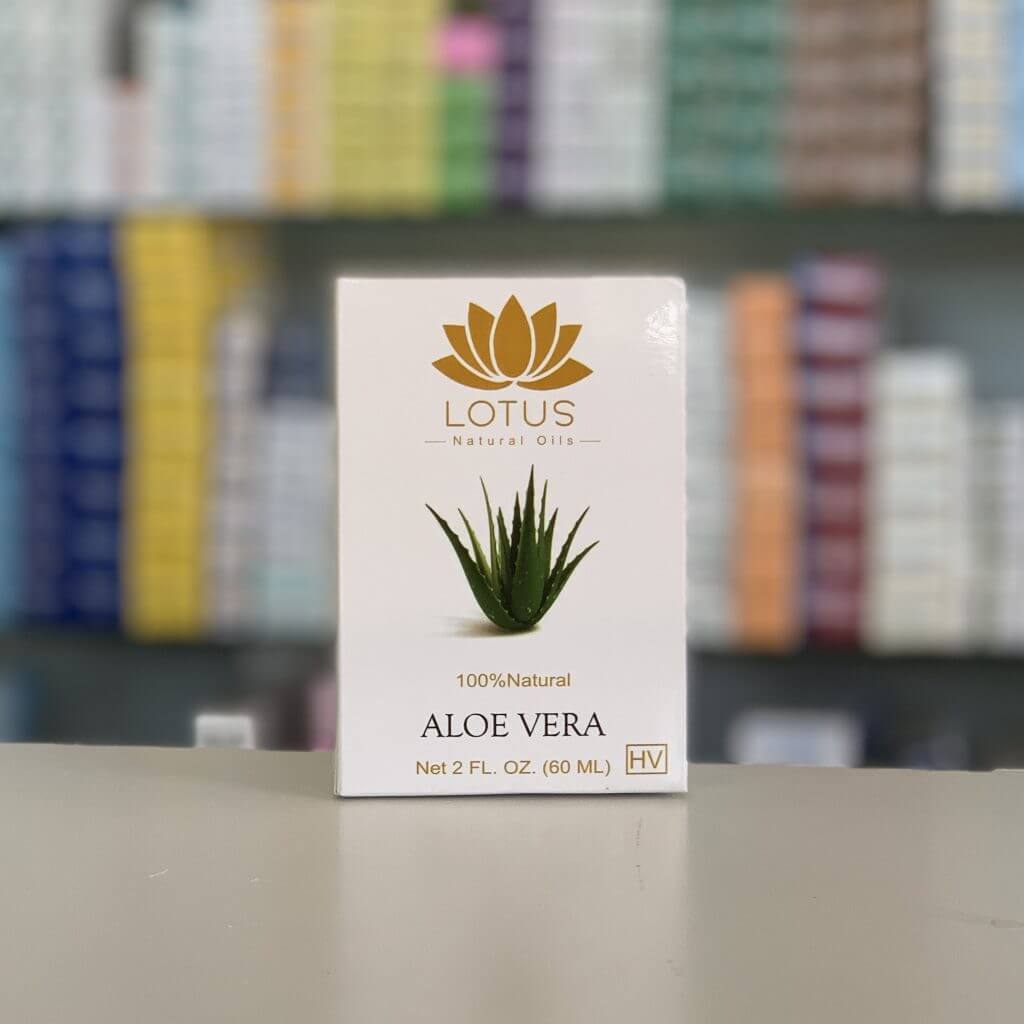 LOTUS
Natural Oils
100%Natural
ALOE VERA
Net 2 FL. OZ. (60 ML)
HV